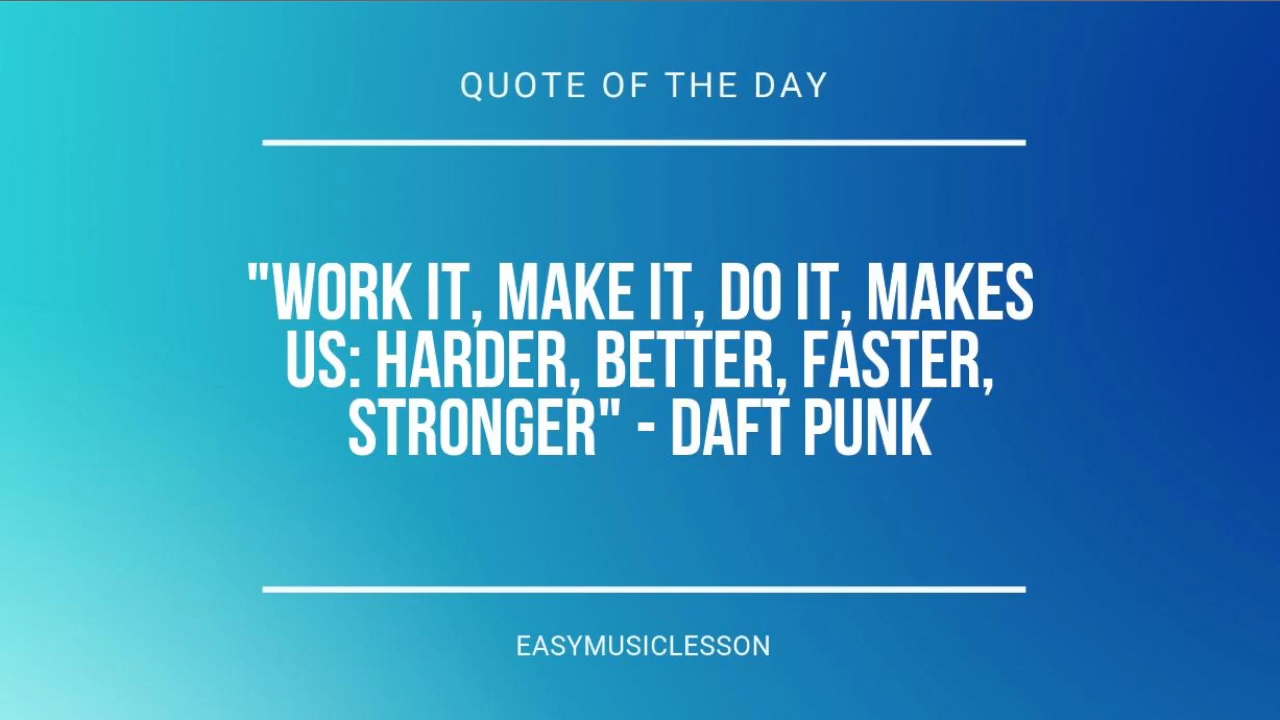 QUOTE OF THE DAY
"WORK IT, MAKE IT, DO IT, MAKES
US: HARDER, BETTER, FASTER,
STRONGER" - DAFT PUNK
EASYMUSICLESSON